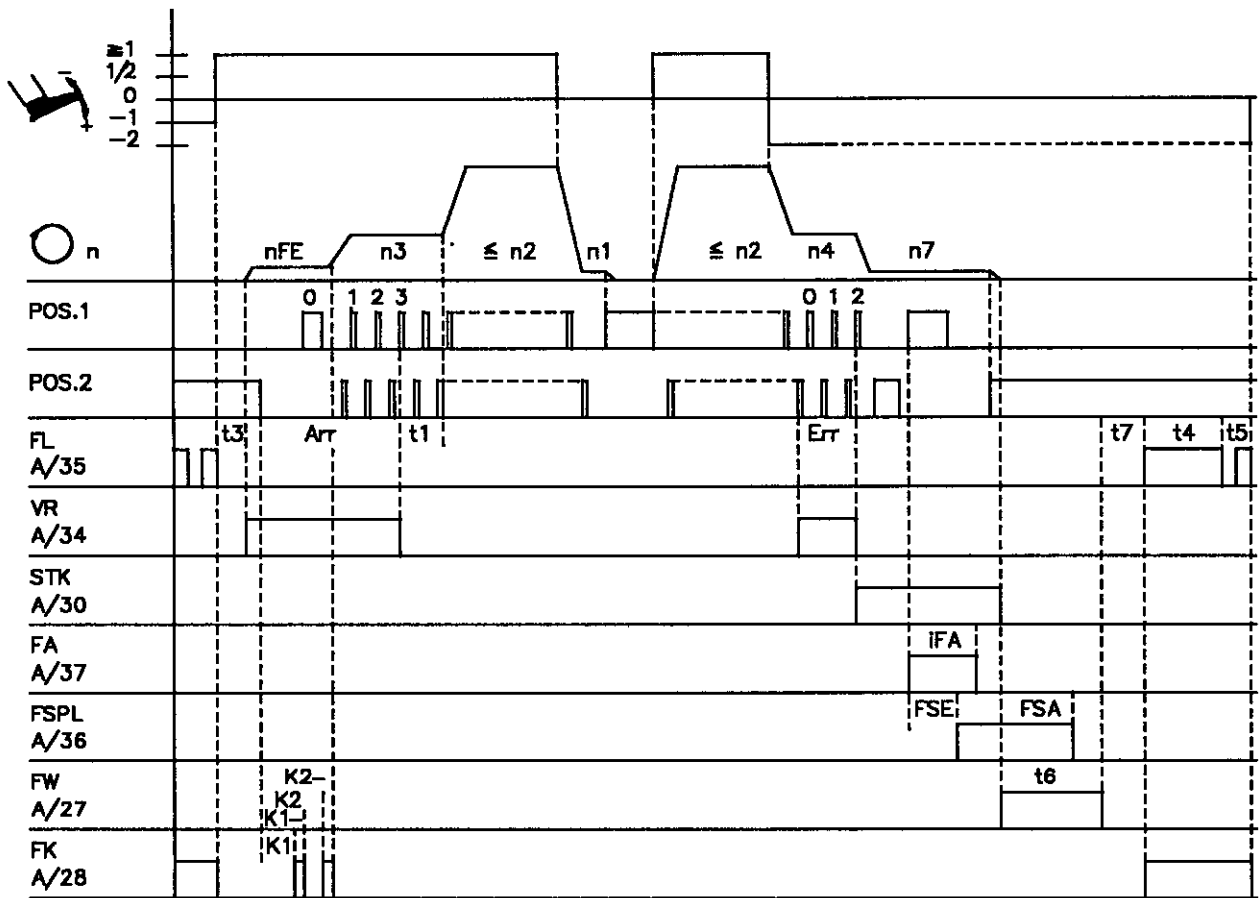 ≧1
1/2
0
-1
-2
−
+
n
nFE n3 ≦ n2 n1 ≦ n2 n4 n7
POS.1
0 1 2 3 0 1 2
POS.2
FL
A/35
t3 Arr t1 Err t7 t4 t5
VR
A/34
STK
A/30
FA
A/37
iFA
FSPL
A/36
FSE FSA
FW
A/27
K2-
K2
K1-
t6
FK
A/28
K1